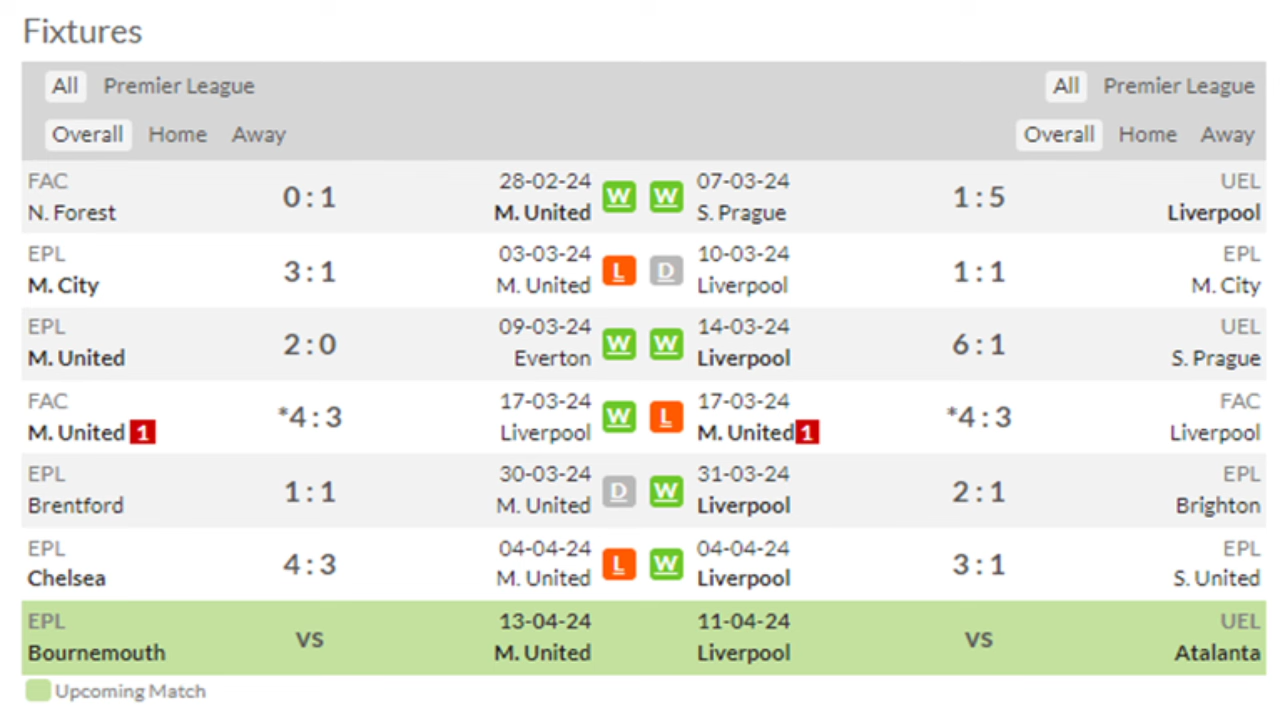 Fixtures
All Premier League All Premier League
Overall Home Away Overall Home Away
FAC 28-02-24 07-03-24 UEL
N. Forest 0 : 1 M. United W W S. Prague 1 : 5 Liverpool
EPL 03-03-24 10-03-24 EPL
M. City 3 : 1 M. United L D Liverpool 1 : 1 M. City
EPL 09-03-24 14-03-24 UEL
M. United 2 : 0 Everton W W Liverpool 6 : 1 S. Prague
FAC 17-03-24 17-03-24 FAC
M. United 1 *4 : 3 Liverpool W L M. United 1 *4 : 3 Liverpool
EPL 30-03-24 31-03-24 EPL
Brentford 1 : 1 M. United D W Liverpool 2 : 1 Brighton
EPL 04-04-24 04-04-24 EPL
Chelsea 4 : 3 M. United L W Liverpool 3 : 1 S. United
EPL 13-04-24 11-04-24 UEL
Bournemouth VS M. United Liverpool VS Atalanta
Upcoming Match